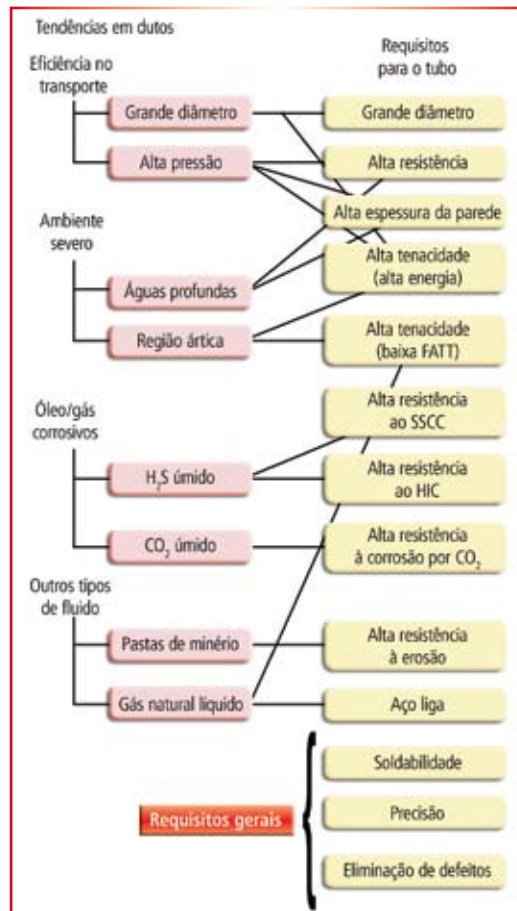 Tendências em dutos
Requisitos
para o tubo
Eficiência no
transporte
Grande diâmetro
Grande diâmetro
Alta pressão
Alta resistência
Alta espessura da parede
Ambiente
severo
Alta tenacidade
(alta energia)
Águas profundas
Região ártica
Alta tenacidade
(baixa FATT)
Óleo/gás
corrosivos
Alta resistência
ao SSCC
H₂S úmido
Alta resistência
ao HIC
CO₂ úmido
Alta resistência
à corrosão por CO₂
Outros tipos
de fluido
Pastas de minério
Alta resistência
à erosão
Gás natural líquido
Aço liga
Soldabilidade
Requisitos gerais
Precisão
Eliminação de defeitos